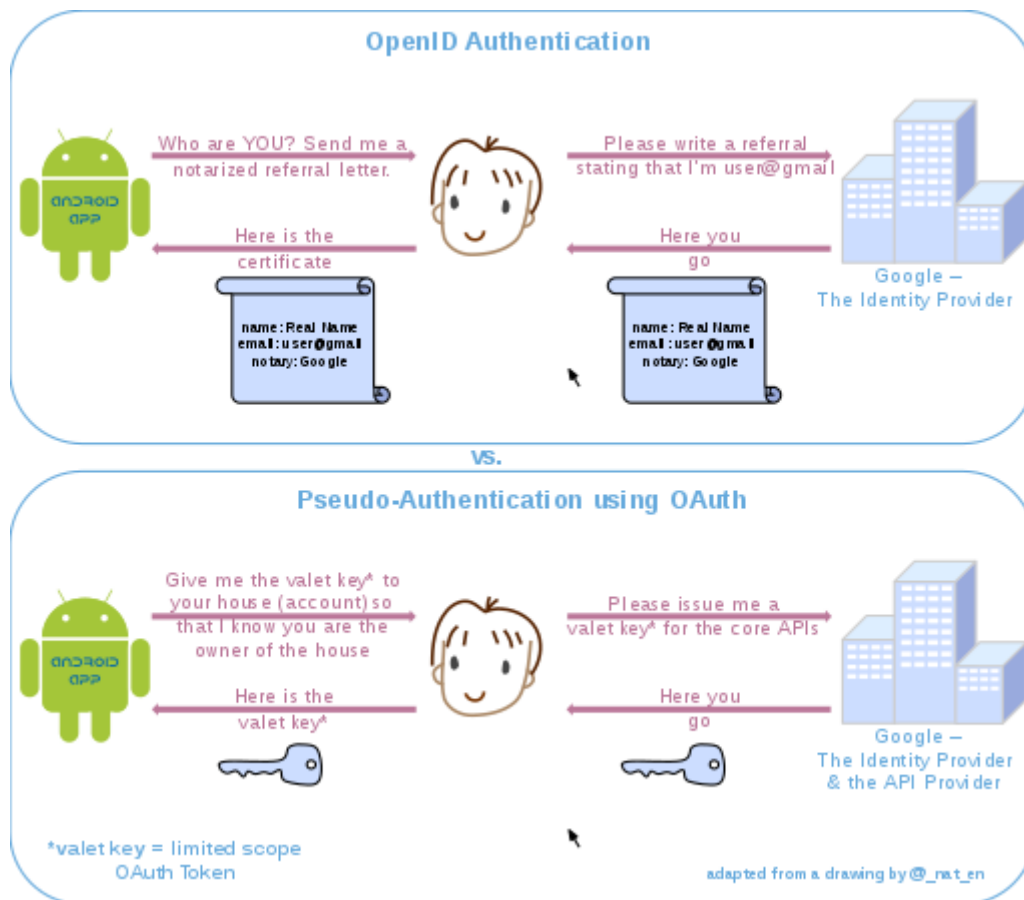 OpenID Authentication
Who are YOU? Send me a
notarized referral letter.
Please write a referral
stating that I'm user@gmail
ANDROID
APP
Here is the
certificate
Here you
go
Google –
The Identity Provider
name: Real Name
email: user@gmail
notary: Google
name: Real Name
email: user@gmail
notary: Google
vs.
Pseudo-Authentication using OAuth
Give me the valet key* to
your house (account) so
that I know you are the
owner of the house
Please issue me a
valet key* for the core APIs
ANDROID
APP
Here is the
valet key*
Here you
go
Google –
The Identity Provider
& the API Provider
*valet key = limited scope
OAuth Token
adapted from a drawing by @_nat_en